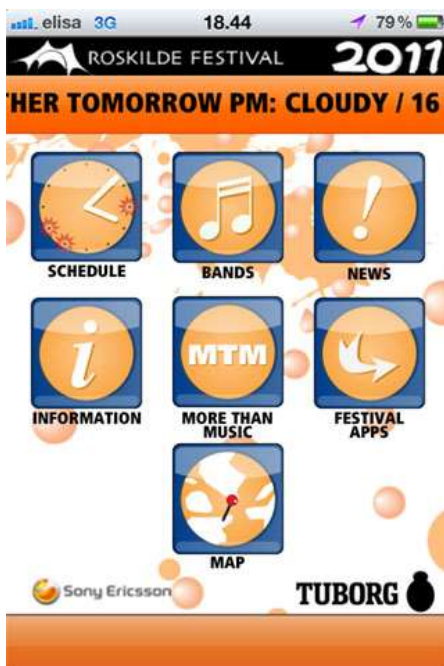 elisa 3G 18.44 79%
ROSKILDE FESTIVAL 2011
THER TOMORROW PM: CLOUDY / 16
SCHEDULE BANDS NEWS
i MTM
INFORMATION MORE THAN MUSIC FESTIVAL APPS
MAP
Sony Ericsson TUBORG